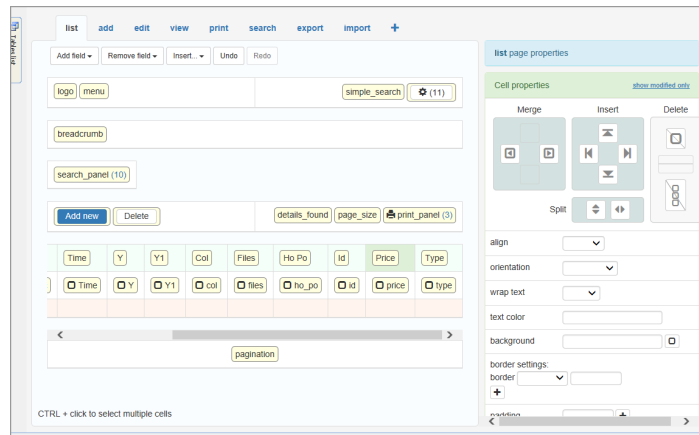 list add edit view print search export import +
Tables list
Add field Remove field Insert... Undo Redo
logo menu simple_search (11)
breadcrumb
search_panel (10)
Add new Delete details_found page_size print_panel (3)
Time Y Y1 Col Files Ho Po Id Price Type
Time Y Y1 col files ho_po id price type
pagination
CTRL + click to select multiple cells
list page properties
Cell properties show modified only
Merge Insert Delete
Split
align
orientation
wrap text
text color
background
border settings:
border
+
padding +